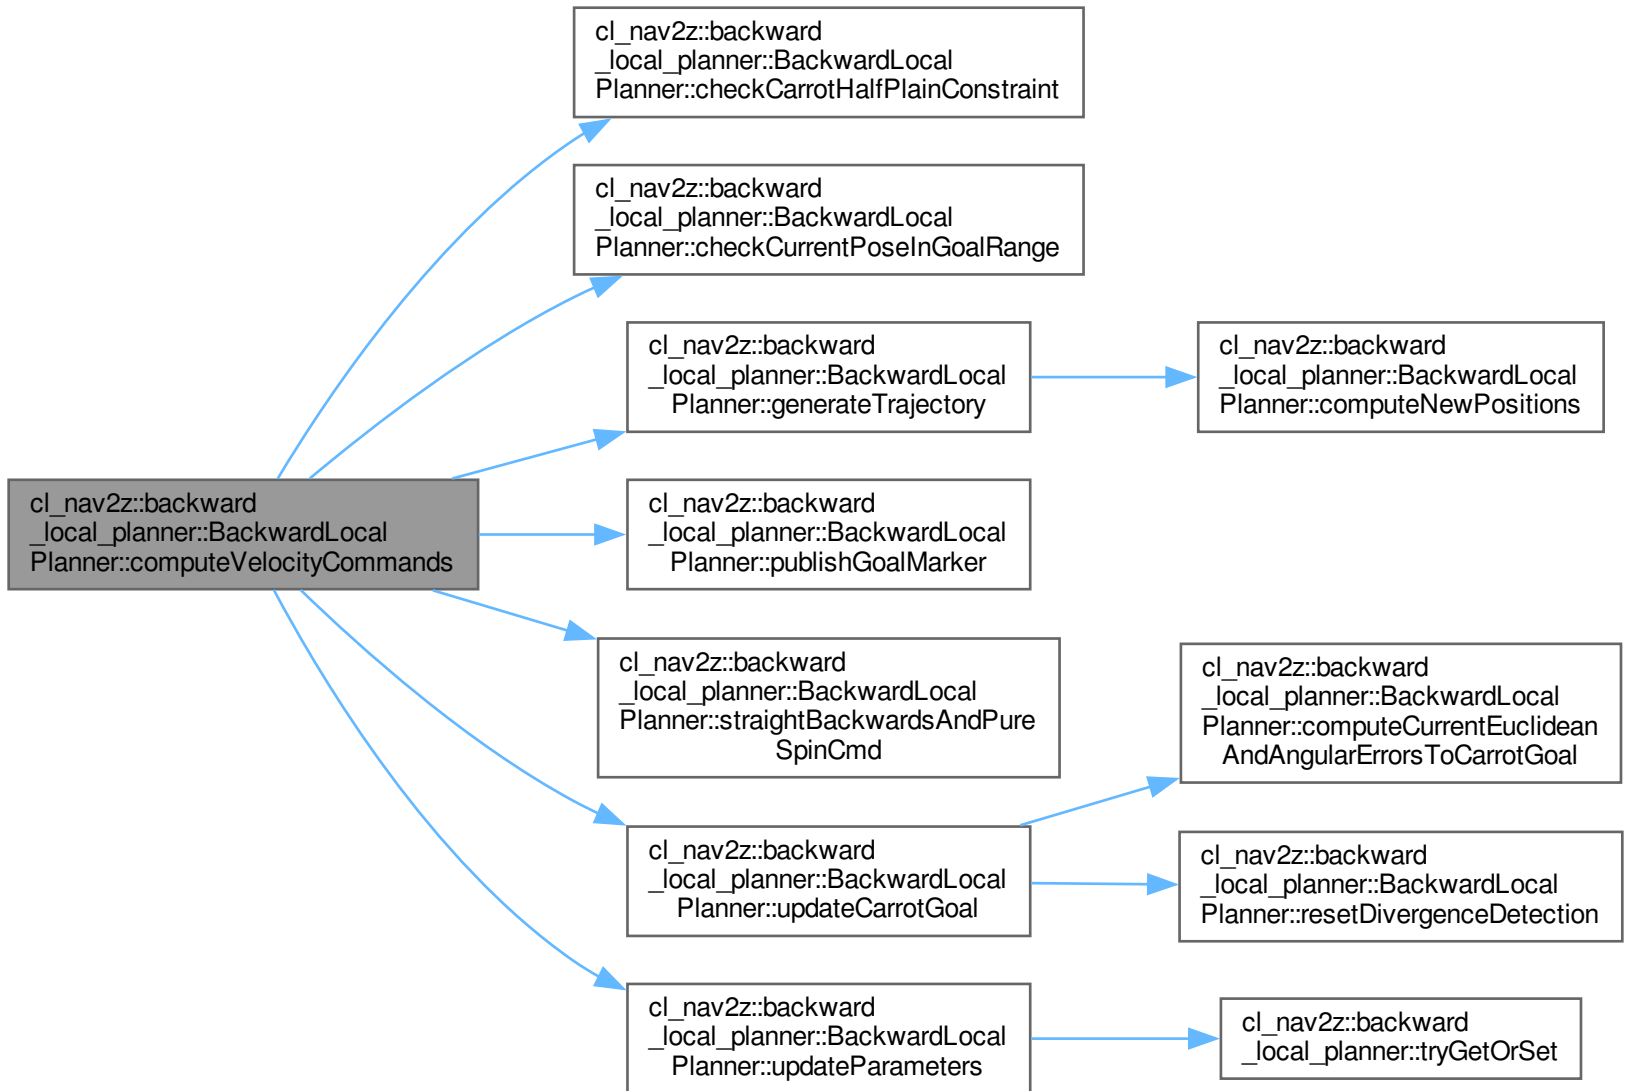 cl_nav2z::backward
_local_planner::BackwardLocal
Planner::checkCarrotHalfPlainConstraint
cl_nav2z::backward
_local_planner::BackwardLocal
Planner::checkCurrentPoseInGoalRange
cl_nav2z::backward
_local_planner::BackwardLocal
Planner::generateTrajectory
cl_nav2z::backward
_local_planner::BackwardLocal
Planner::computeNewPositions
cl_nav2z::backward
_local_planner::BackwardLocal
Planner::computeVelocityCommands
cl_nav2z::backward
_local_planner::BackwardLocal
Planner::publishGoalMarker
cl_nav2z::backward
_local_planner::BackwardLocal
Planner::straightBackwardsAndPure
SpinCmd
cl_nav2z::backward
_local_planner::BackwardLocal
Planner::computeCurrentEuclidean
AndAngularErrorsToCarrotGoal
cl_nav2z::backward
_local_planner::BackwardLocal
Planner::updateCarrotGoal
cl_nav2z::backward
_local_planner::BackwardLocal
Planner::resetDivergenceDetection
cl_nav2z::backward
_local_planner::BackwardLocal
Planner::updateParameters
cl_nav2z::backward
_local_planner::tryGetOrSet